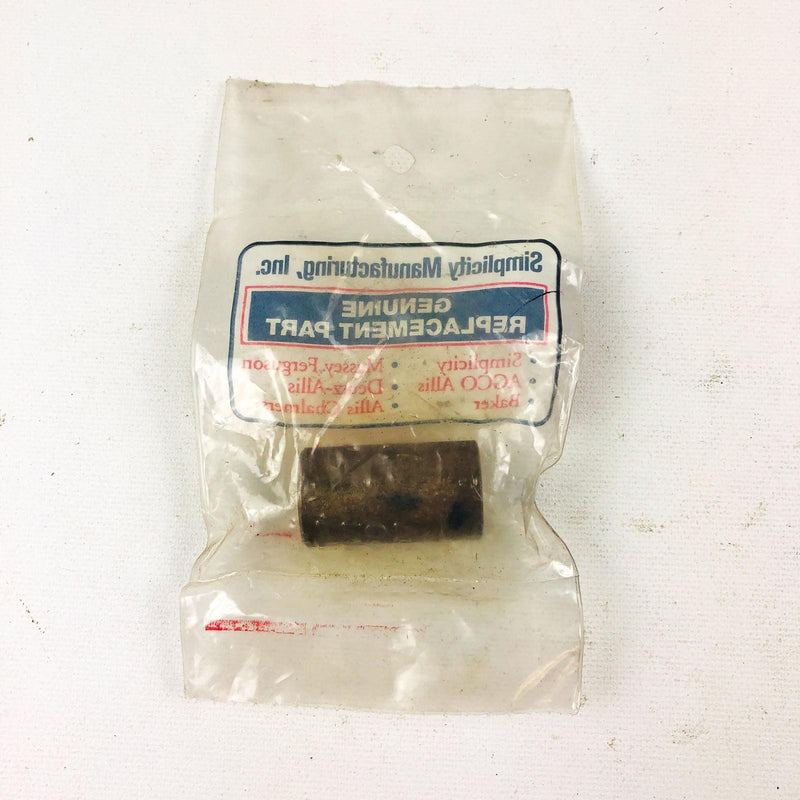 Simplicity Manufacturing, Inc.
GENUINE
REPLACEMENT PART
• Simplicity • Massey Ferguson
• AGCO Allis • Deutz-Allis
• Baker • Allis Chalmers